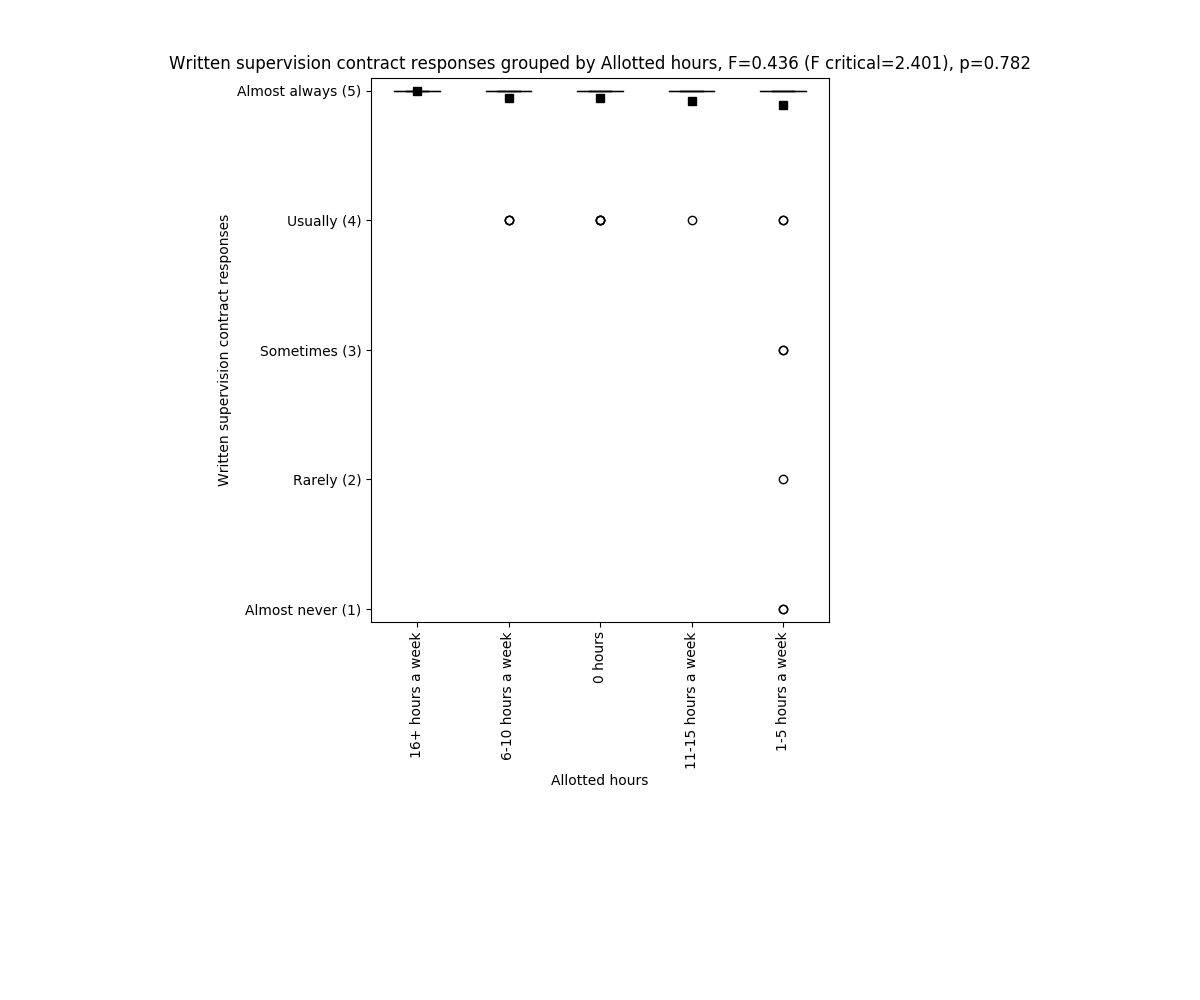 Written supervision contract responses grouped by Allotted hours, F=0.436 (F critical=2.401), p=0.782
Almost always (5)
Usually (4)
Sometimes (3)
Rarely (2)
Almost never (1)
Written supervision contract responses
16+ hours a week
6-10 hours a week
0 hours
11-15 hours a week
1-5 hours a week
Allotted hours